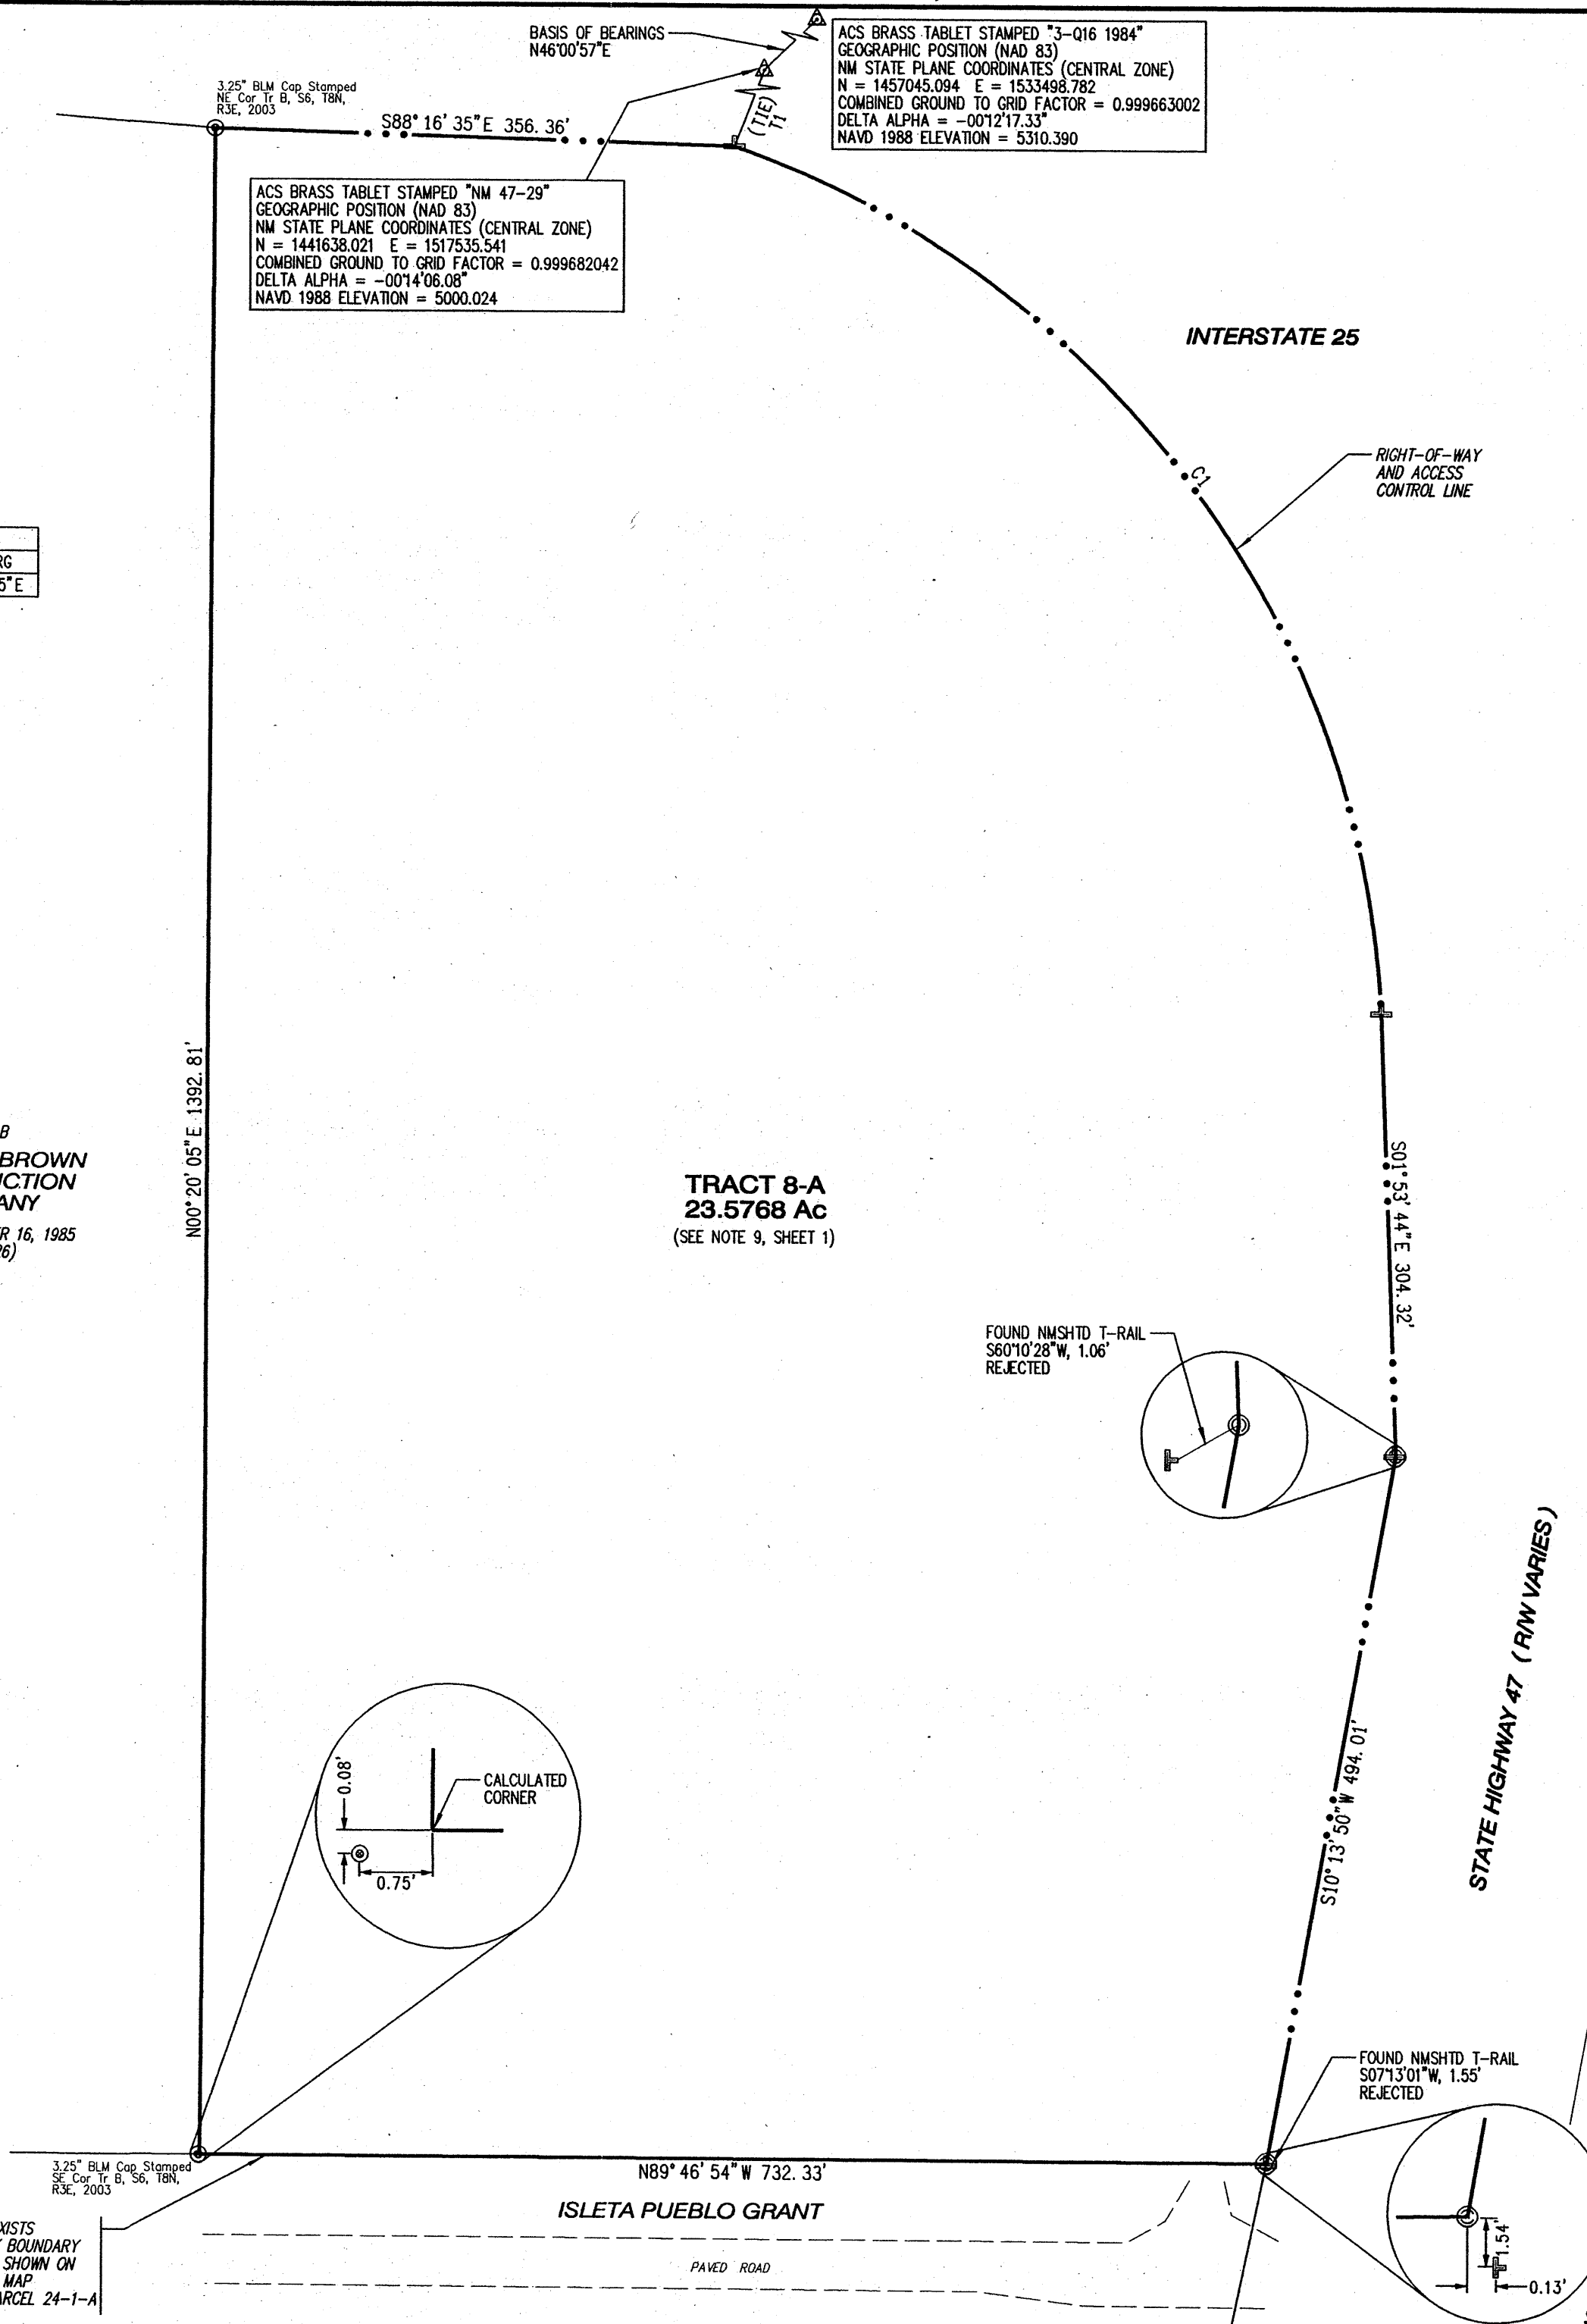 BASIS OF BEARINGS
N46°00'57"E
ACS BRASS TABLET STAMPED "3-Q16 1984"
GEOGRAPHIC POSITION (NAD 83)
NM STATE PLANE COORDINATES (CENTRAL ZONE)
N = 1457045.094 E = 1533498.782
COMBINED GROUND TO GRID FACTOR = 0.999663002
DELTA ALPHA = -00°12'17.33"
NAVD 1988 ELEVATION = 5310.390
3.25" BLM Cap Stamped
NE Cor Tr B, S6, T8N,
R3E, 2003
S88° 16' 35" E 356. 36'
(TIE)
T1
ACS BRASS TABLET STAMPED "NM 47-29"
GEOGRAPHIC POSITION (NAD 83)
NM STATE PLANE COORDINATES (CENTRAL ZONE)
N = 1441638.021 E = 1517535.541
COMBINED GROUND TO GRID FACTOR = 0.999682042
DELTA ALPHA = -00°14'06.08"
NAVD 1988 ELEVATION = 5000.024
INTERSTATE 25
RIGHT-OF-WAY
AND ACCESS
CONTROL LINE
C1
RG
5"E
N00° 20' 05" E 1392. 81'
B
BROWN
UCTION
ANY
R 16, 1985
26)
TRACT 8-A
23.5768 Ac
(SEE NOTE 9, SHEET 1)
S01° 53' 44" E 304. 32'
FOUND NMSHTD T-RAIL
S60°10'28"W, 1.06'
REJECTED
STATE HIGHWAY 47 ( R/W VARIES )
S10° 13' 50" W 494. 01'
0.08'
CALCULATED
CORNER
0.75'
FOUND NMSHTD T-RAIL
S07°13'01"W, 1.55'
REJECTED
3.25" BLM Cap Stamped
SE Cor Tr B, S6, T8N,
R3E, 2003
N89° 46' 54" W 732. 33'
ISLETA PUEBLO GRANT
XISTS
BOUNDARY
SHOWN ON
MAP
ARCEL 24-1-A
PAVED ROAD
1.54'
0.13'